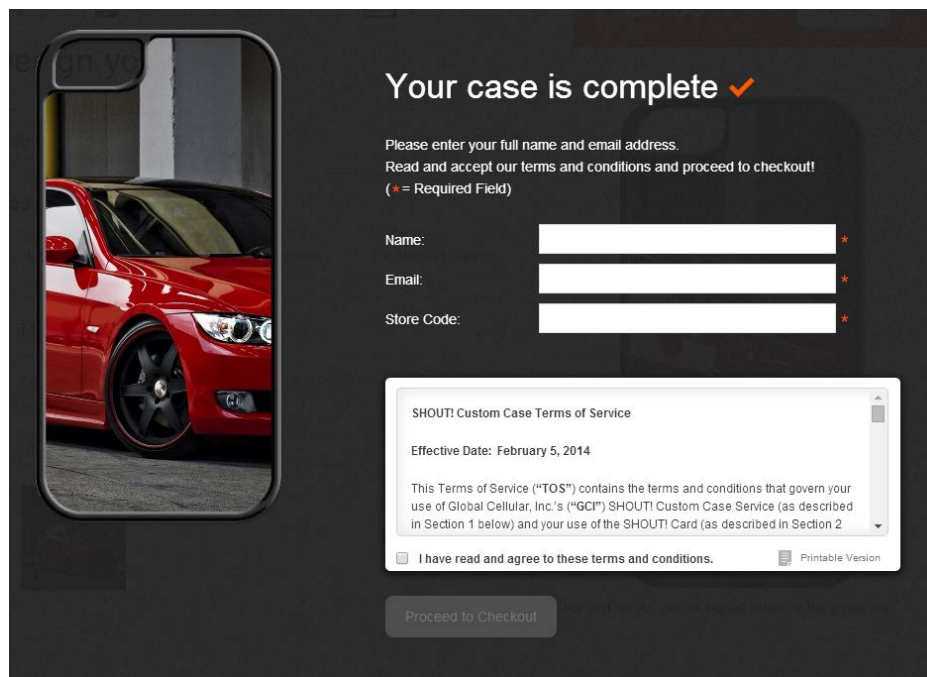 esign yo
Your case is complete
Please enter your full name and email address.
Read and accept our terms and conditions and proceed to checkout!
(*= Required Field)
Name: *
Email: *
Store Code: *
SHOUT! Custom Case Terms of Service
Effective Date: February 5, 2014
This Terms of Service (“TOS”) contains the terms and conditions that govern your
use of Global Cellular, Inc.'s (“GCI”) SHOUT! Custom Case Service (as described
in Section 1 below) and your use of the SHOUT! Card (as described in Section 2
I have read and agree to these terms and conditions.
Printable Version
Proceed to Checkout